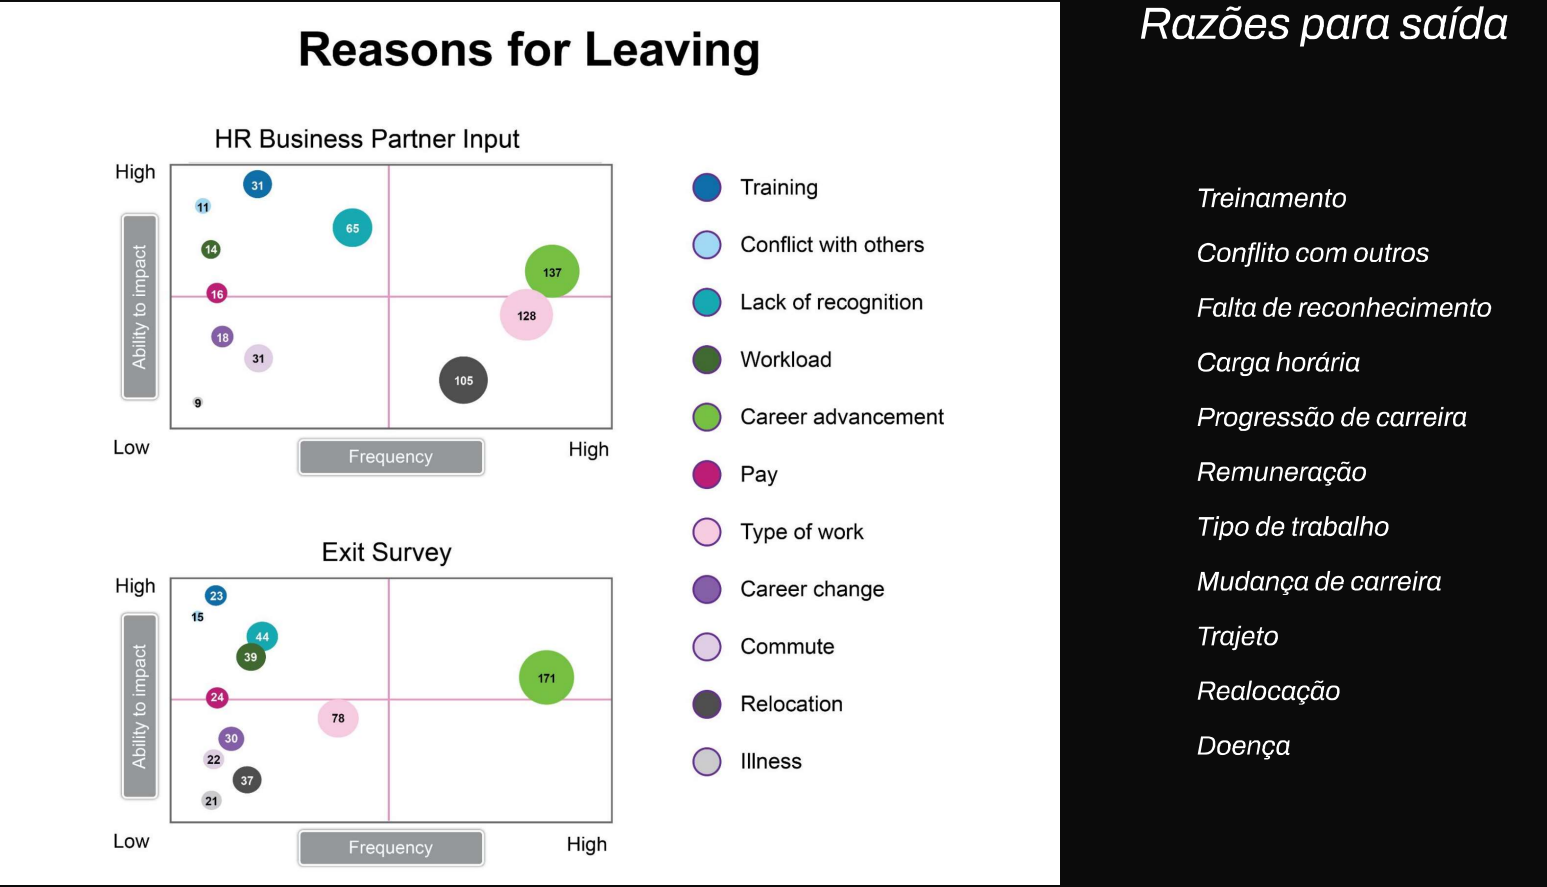 Reasons for Leaving
HR Business Partner Input
High
31
11
65
14
137
16
128
18
31
105
9
Ability to impact
Low
Frequency
High
Exit Survey
High
23
15
44
39
171
24
78
30
22
37
21
Ability to impact
Low
Frequency
High
Training
Conflict with others
Lack of recognition
Workload
Career advancement
Pay
Type of work
Career change
Commute
Relocation
Illness
Razões para saída
Treinamento
Conflito com outros
Falta de reconhecimento
Carga horária
Progressão de carreira
Remuneração
Tipo de trabalho
Mudança de carreira
Trajeto
Realocação
Doença